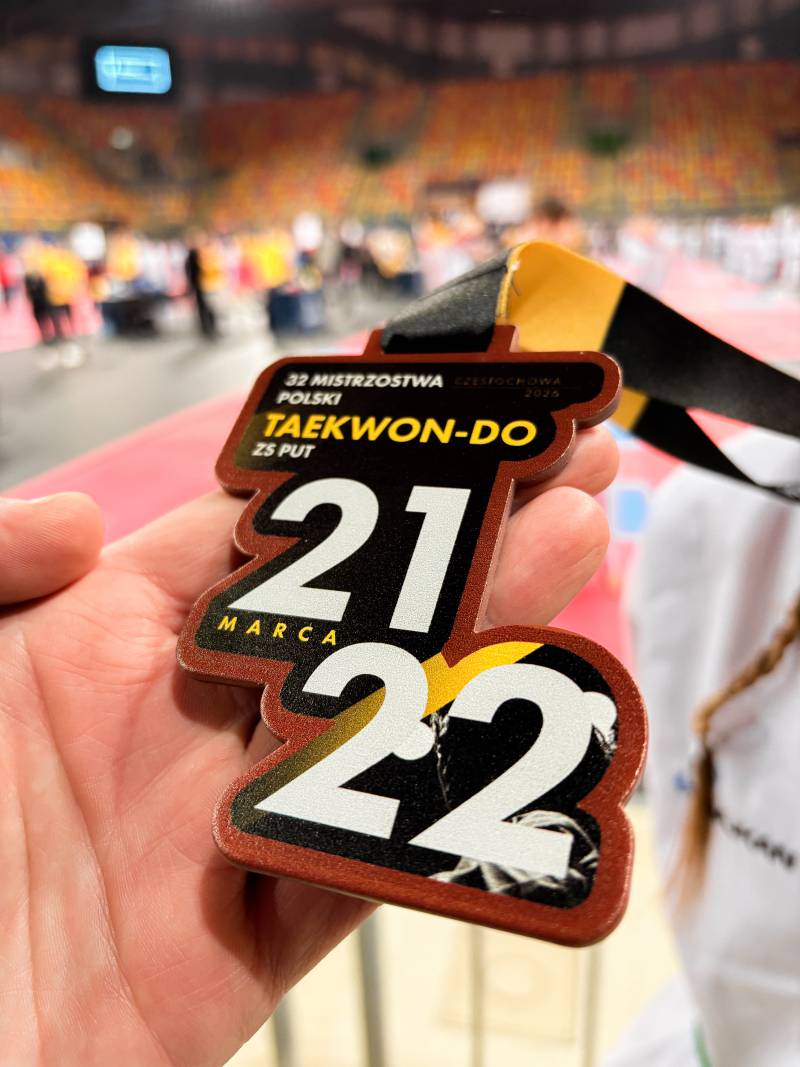 32 MISTRZOSTWA
POLSKI
CZĘSTOCHOWA
2026
TAEKWON-DO
ZS PUT
21
MARCA
22